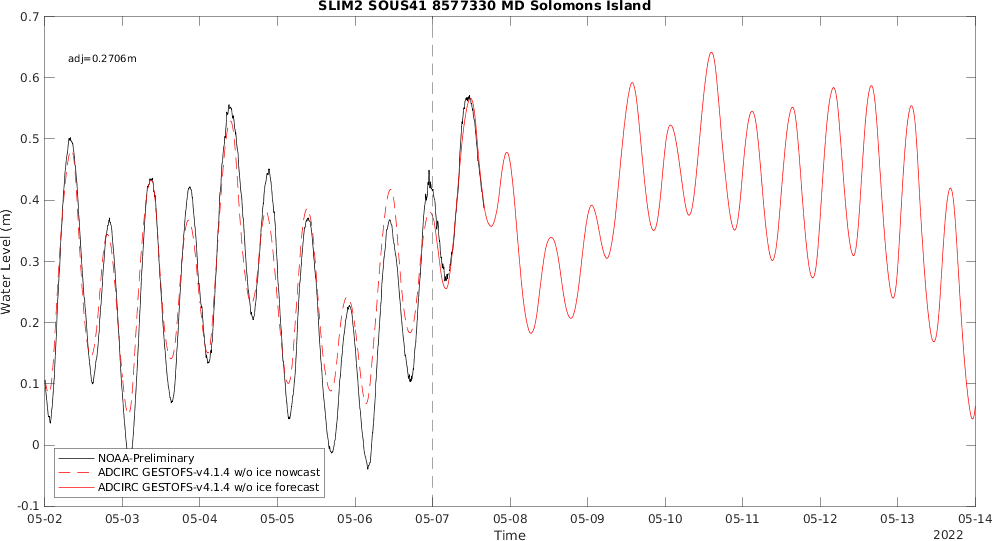 SLIM2 SOUS41 8577330 MD Solomons Island
0.7
adj=0.2706m
0.6
0.5
0.4
0.3
0.2
0.1
0
-0.1
Water Level (m)
NOAA-Preliminary
ADCIRC GESTOFS-v4.1.4 w/o ice nowcast
ADCIRC GESTOFS-v4.1.4 w/o ice forecast
05-02 05-03 05-04 05-05 05-06 05-07 05-08 05-09 05-10 05-11 05-12 05-13 05-14
Time
2022